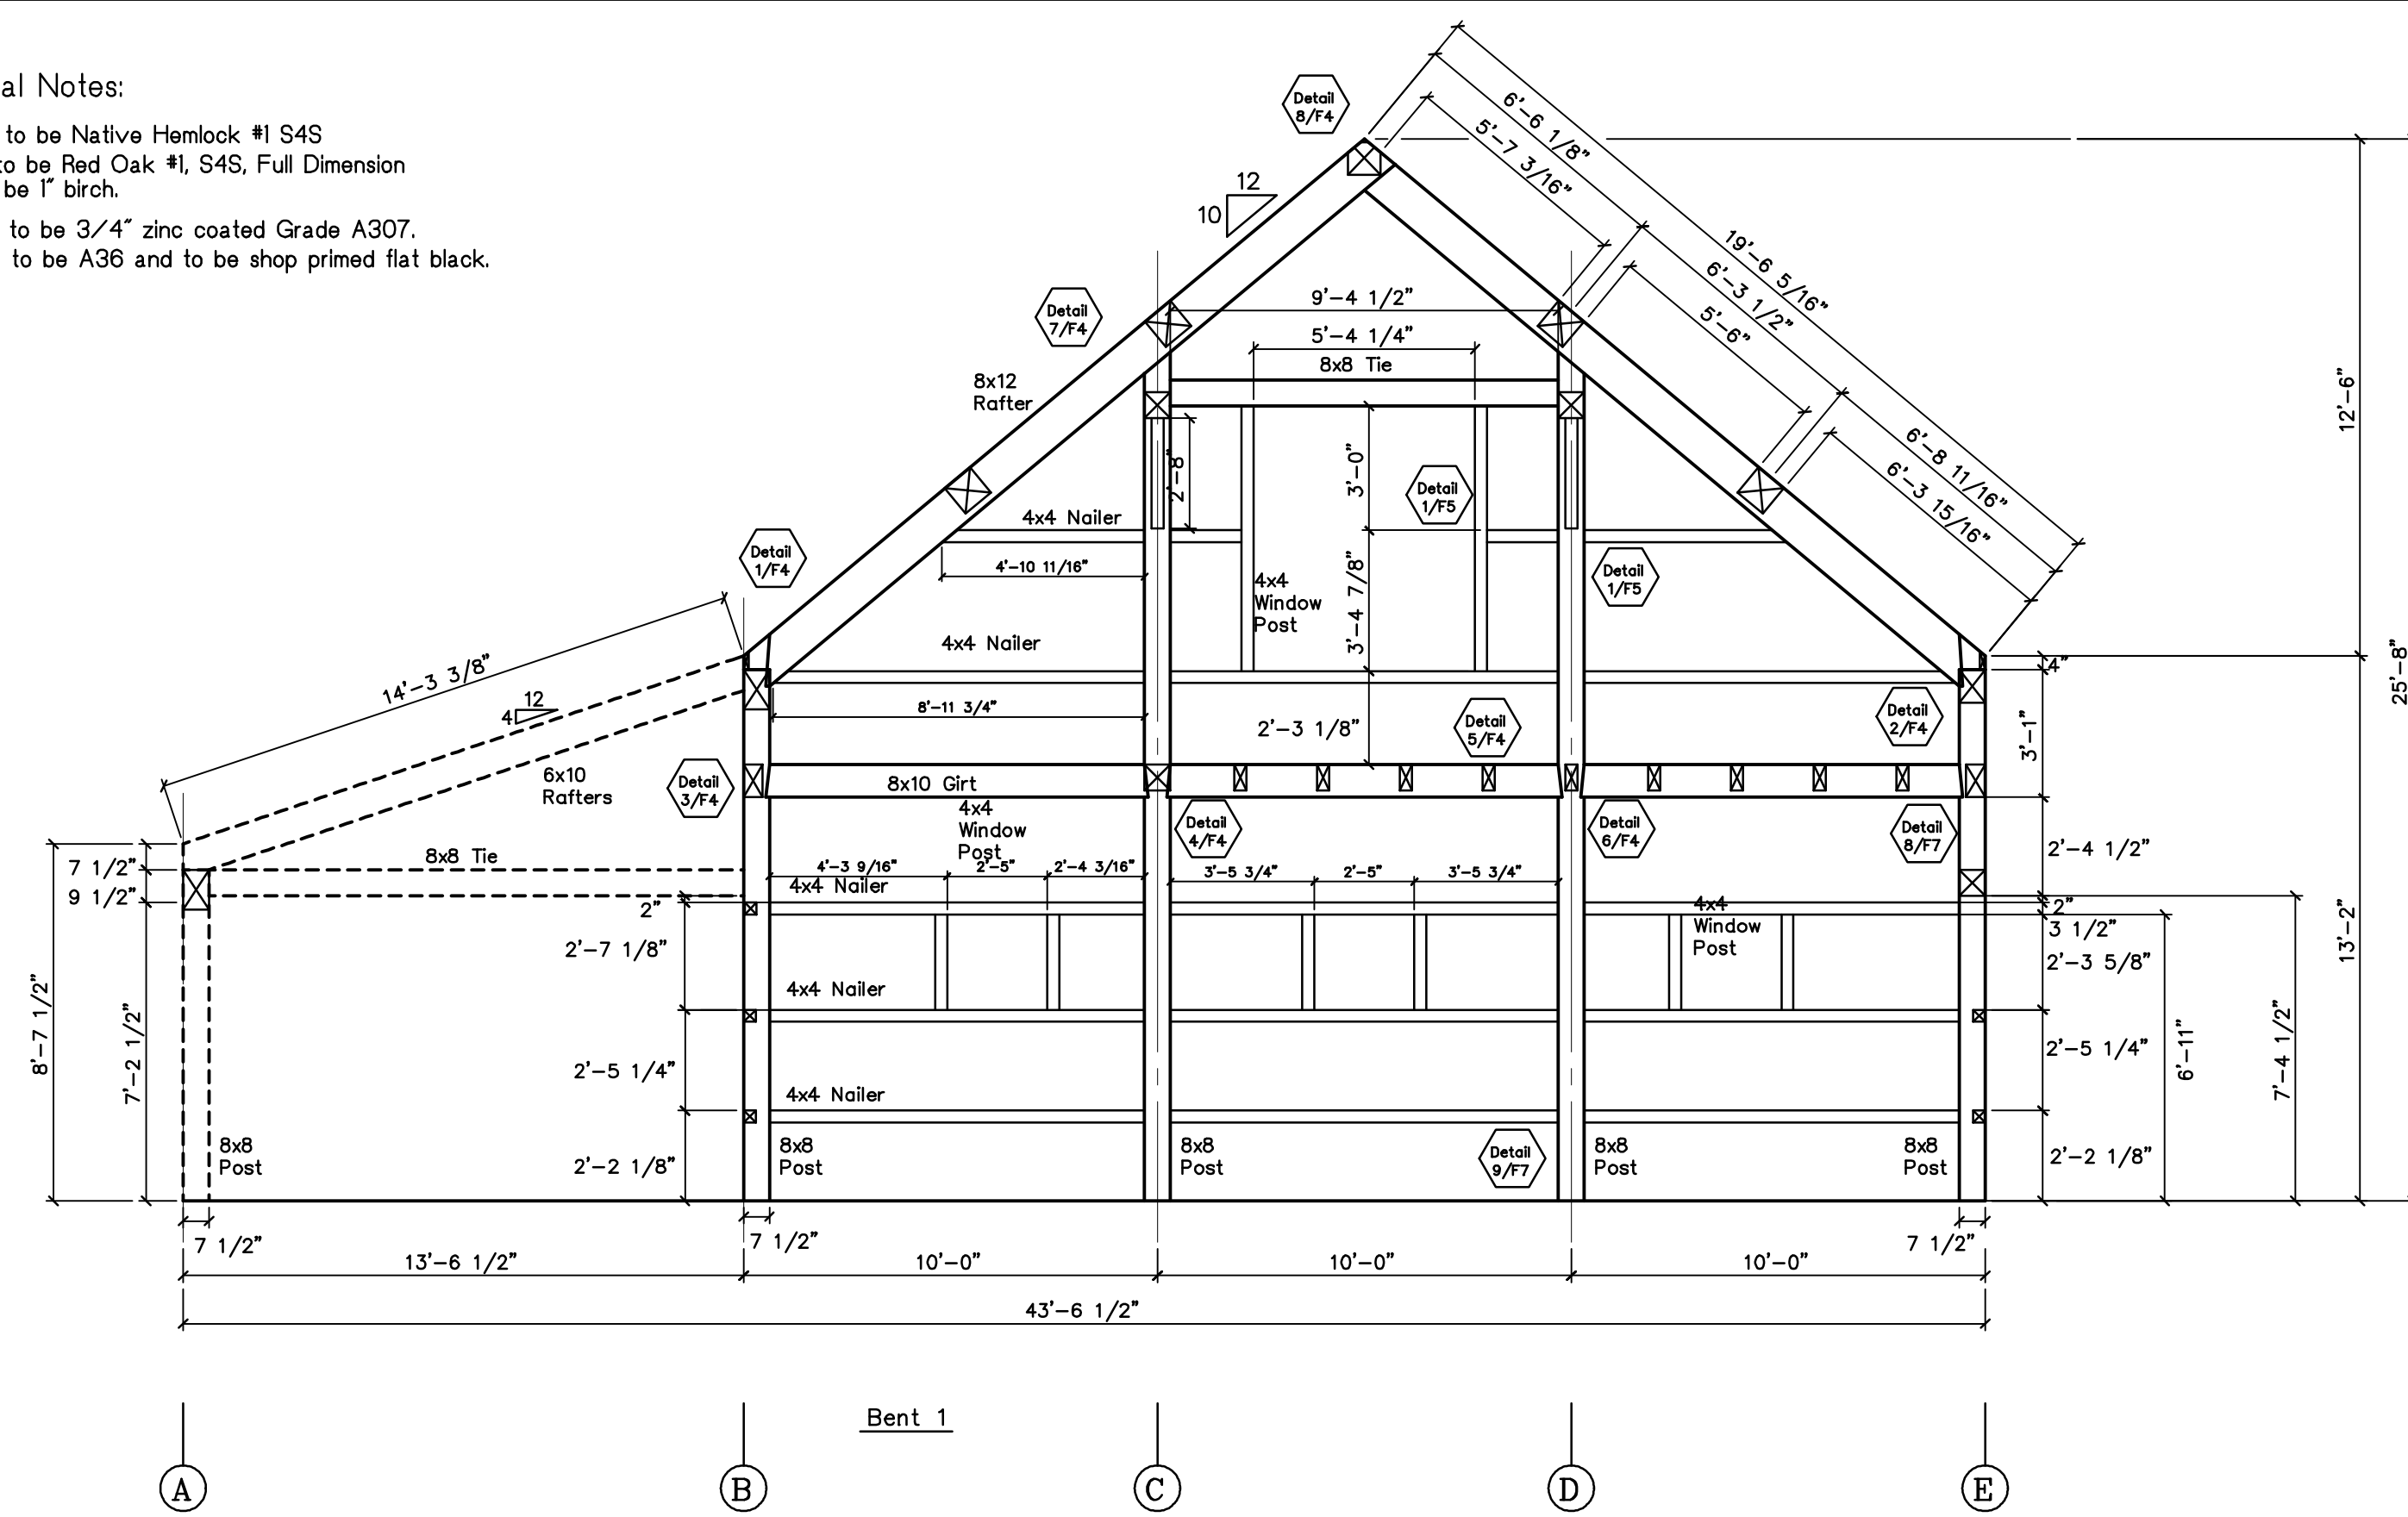 al Notes:
to be Native Hemlock #1 S4S
to be Red Oak #1, S4S, Full Dimension
be 1" birch.
to be 3/4" zinc coated Grade A307.
to be A36 and to be shop primed flat black.
Detail
8/F4
12
10
6'-6 1/8"
5'-7 3/16"
19'-6 5/16"
6'-3 1/2"
5'-6"
6'-8 11/16"
6'-3 15/16"
12'-6"
25'-8"
13'-2"
Detail
7/F4
9'-4 1/2"
5'-4 1/4"
8x8 Tie
8x12
Rafter
2'-8"
3'-0"
Detail
1/F5
4x4 Nailer
Detail
1/F4
4'-10 11/16"
4x4
Window
Post
3'-4 7/8"
Detail
1/F5
4x4 Nailer
14'-3 3/8"
12
4
8'-11 3/4"
2'-3 1/8"
Detail
5/F4
Detail
2/F4
4"
3'-1"
6x10
Rafters
Detail
3/F4
8x10 Girt
4x4
Window
Post
Detail
4/F4
Detail
6/F4
Detail
8/F7
2'-4 1/2"
7 1/2"
9 1/2"
8x8 Tie
4'-3 9/16"
2'-5"
2'-4 3/16"
3'-5 3/4"
2'-5"
3'-5 3/4"
4x4 Nailer
2"
4x4
Window
Post
2"
3 1/2"
2'-7 1/8"
2'-3 5/8"
4x4 Nailer
8'-7 1/2"
7'-2 1/2"
2'-5 1/4"
2'-5 1/4"
6'-11"
7'-4 1/2"
4x4 Nailer
8x8
Post
2'-2 1/8"
8x8
Post
8x8
Post
Detail
9/F7
8x8
Post
8x8
Post
2'-2 1/8"
7 1/2"
7 1/2"
7 1/2"
13'-6 1/2"
10'-0"
10'-0"
10'-0"
43'-6 1/2"
Bent 1
A
B
C
D
E